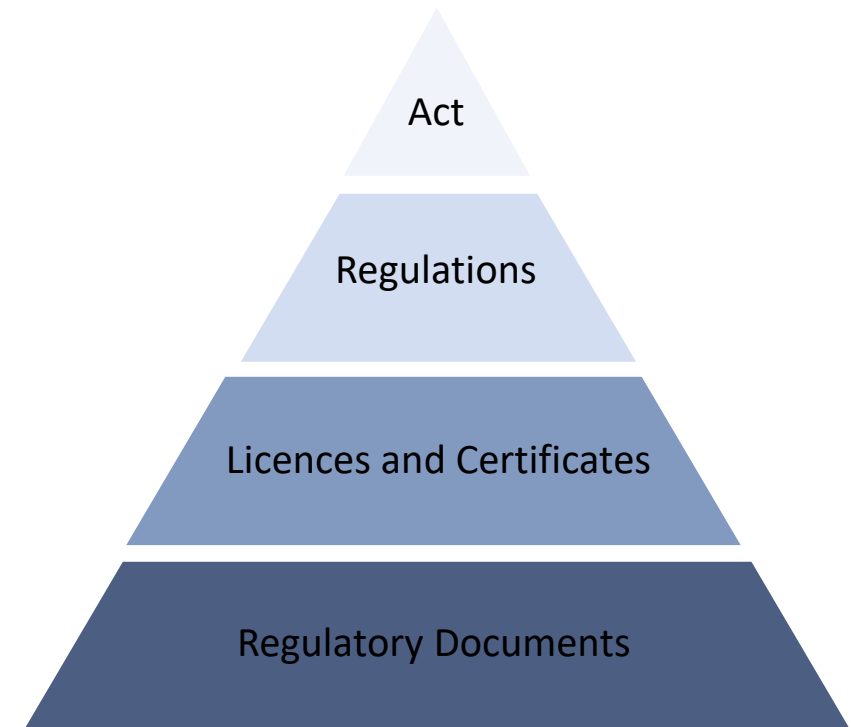 Act
Regulations
Licences and Certificates
Regulatory Documents